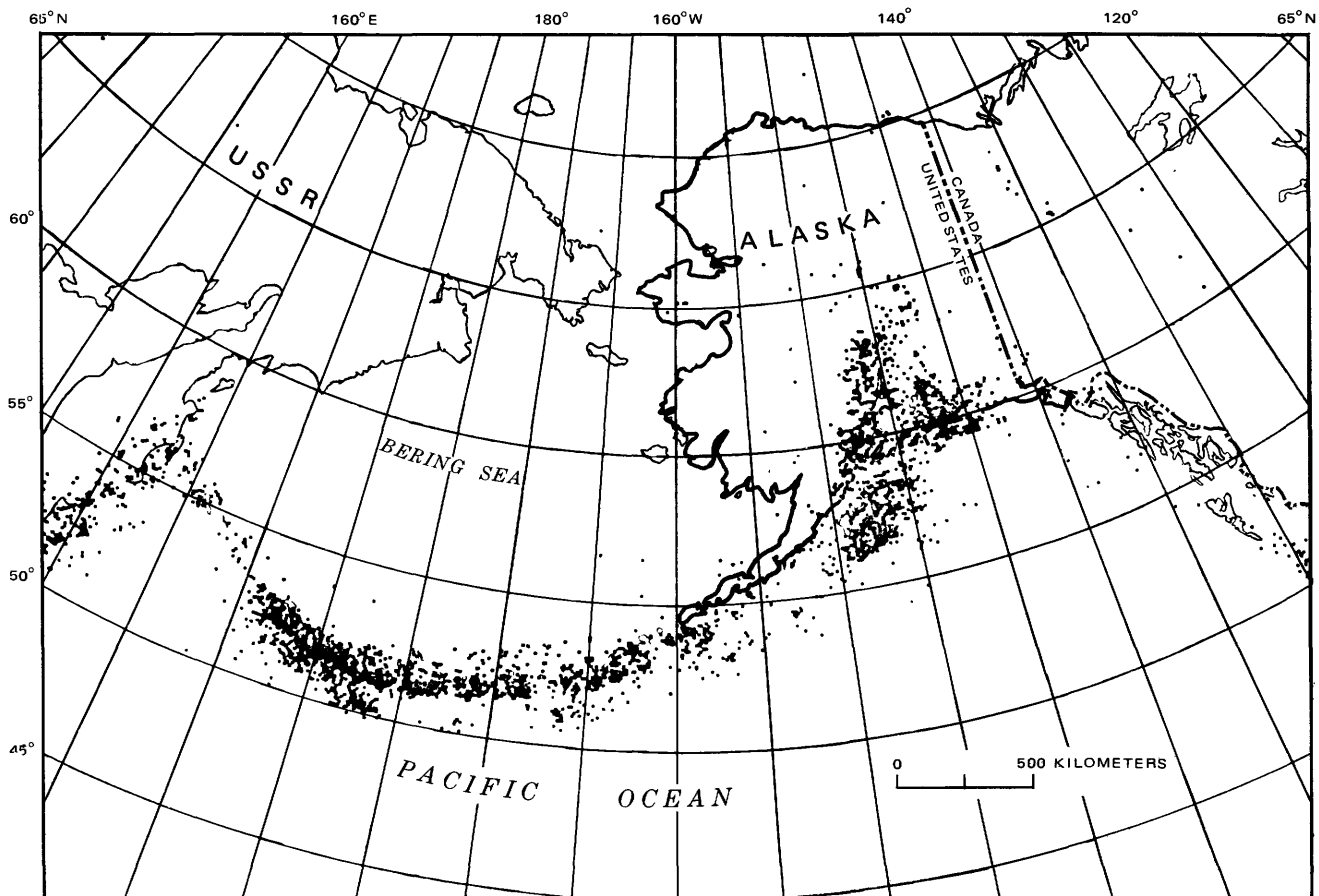 65°N 160°E 180° 160°W 140° 120° 65°N
USSR
CANADA
UNITED STATES
ALASKA
60°
55°
BERING SEA
50°
45°
0 500 KILOMETERS
PACIFIC OCEAN